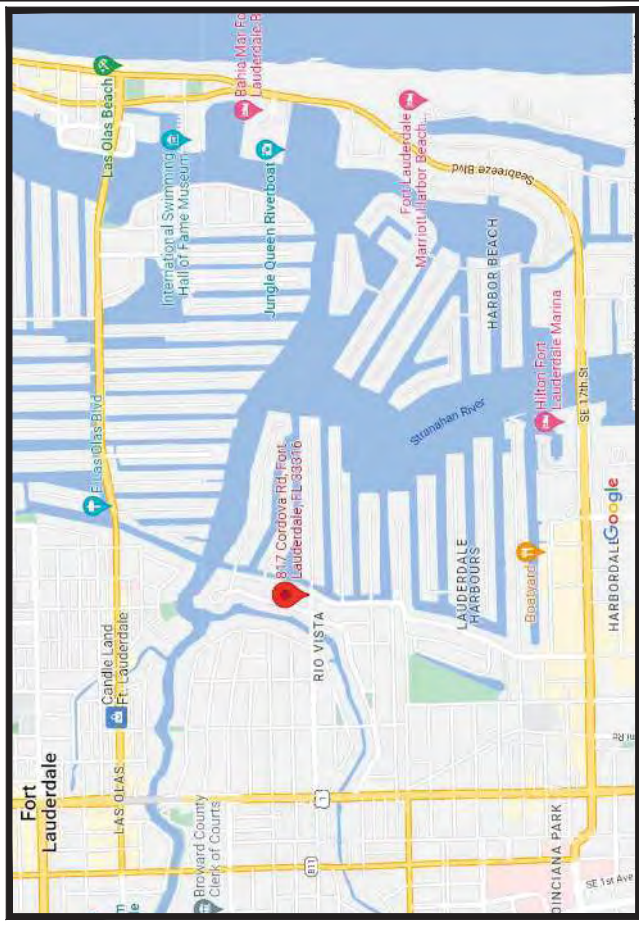 Fort
Lauderdale
LAS OLAS
Candle Land
Ft. Lauderdale
E Las Olas Blvd
Las Olas Beach
International Swimming
Hall of Fame Museum
Bahia Mar Fo
Lauderdale B
Jungle Queen Riverboat
Broward County
Clerk of Courts
817 Cordova Rd, Fort
Lauderdale, FL 33316
RIO VISTA
1
811
Fort Lauderdale
Marriott Harbor Beach...
Seabreeze Blvd
HARBOR BEACH
Stranahan River
LAUDERDALE
HARBOURS
Boatyard
Hilton Fort
Lauderdale Marina
SE 17th St
DINCIANA PARK
SE 1st Ave
HARBORDALE
Google